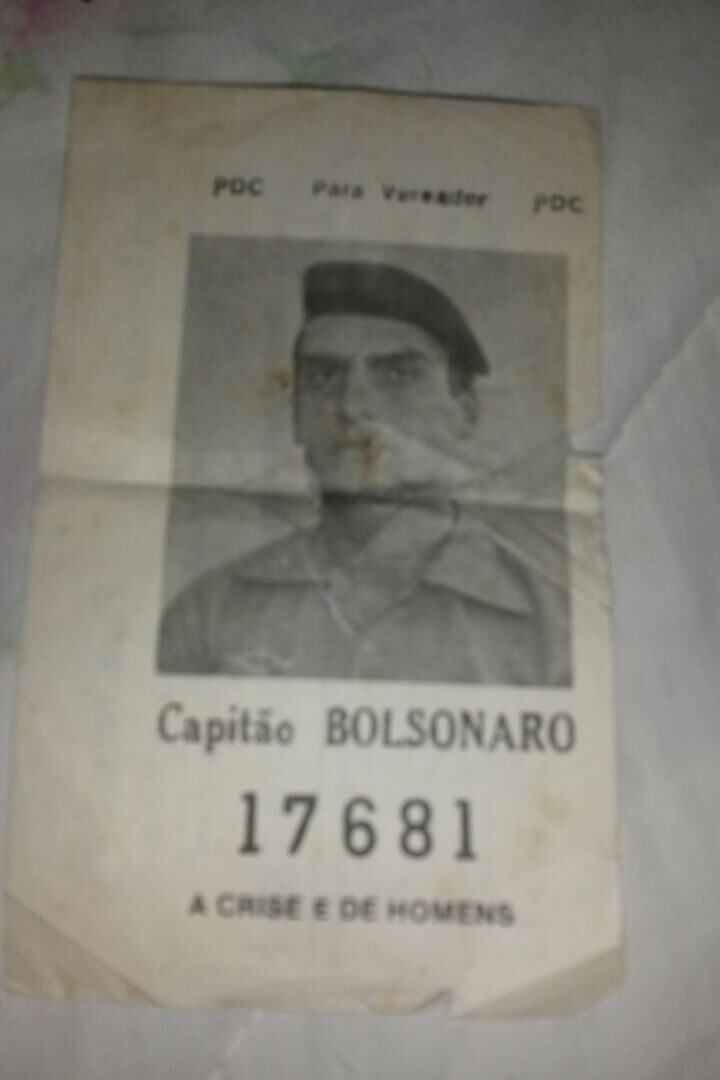 PDC Para Vereador PDC
Capitão BOLSONARO
17681
A CRISE E DE HOMENS